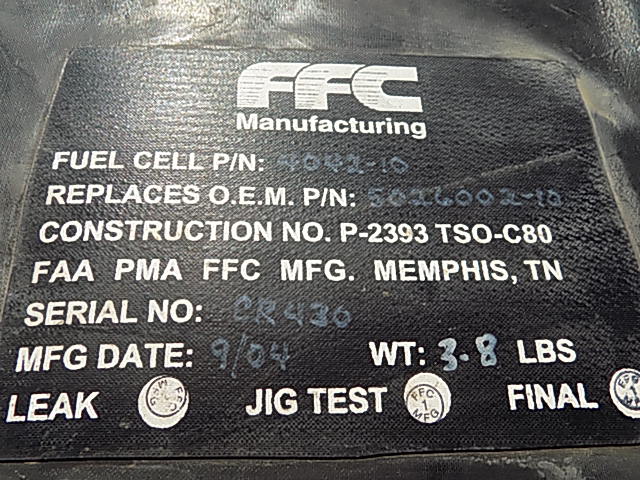 FFC
Manufacturing
FUEL CELL P/N: 4042-10
REPLACES O.E.M. P/N: 5026002-10
CONSTRUCTION NO. P-2393 TSO-C80
FAA PMA FFC MFG. MEMPHIS, TN
SERIAL NO: CR430
MFG DATE: 9/04 WT: 3.8 LBS
LEAK JIG TEST FFC 1 MFG FINAL